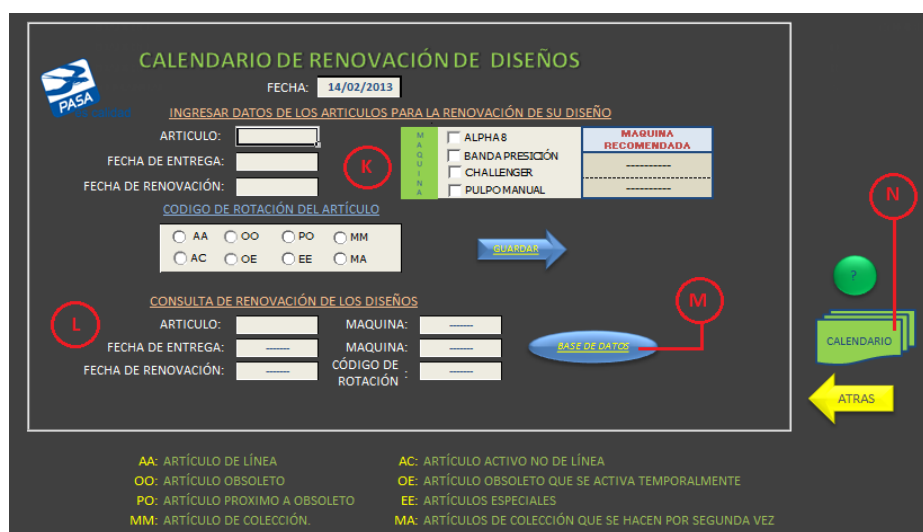 CALENDARIO DE RENOVACIÓN DE DISEÑOS
FECHA: 14/02/2013
PASA
INGRESAR DATOS DE LOS ARTICULOS PARA LA RENOVACIÓN DE SU DISEÑO
ARTICULO:
FECHA DE ENTREGA:
FECHA DE RENOVACIÓN:
K
MAQUINA
ALPHA 8
BANDA PRESICIÓN
CHALLENGER
PULPO MANUAL
MAQUINA
RECOMENDADA
----------
----------
N
CODIGO DE ROTACIÓN DEL ARTÍCULO
AA OO PO MM
AC OE EE MA
GUARDAR
?
CONSULTA DE RENOVACIÓN DE LOS DISEÑOS
L
M
ARTICULO: MAQUINA: -------
FECHA DE ENTREGA: ------- MAQUINA: -------
FECHA DE RENOVACIÓN: ------- CÓDIGO DE ROTACIÓN : -------
BASE DE DATOS
CALENDARIO
ATRAS
AA: ARTÍCULO DE LÍNEA AC: ARTÍCULO ACTIVO NO DE LÍNEA
OO: ARTÍCULO OBSOLETO OE: ARTÍCULO OBSOLETO QUE SE ACTIVA TEMPORALMENTE
PO: ARTÍCULO PROXIMO A OBSOLETO EE: ARTÍCULOS ESPECIALES
MM: ARTÍCULO DE COLECCIÓN. MA: ARTÍCULOS DE COLECCIÓN QUE SE HACEN POR SEGUNDA VEZ